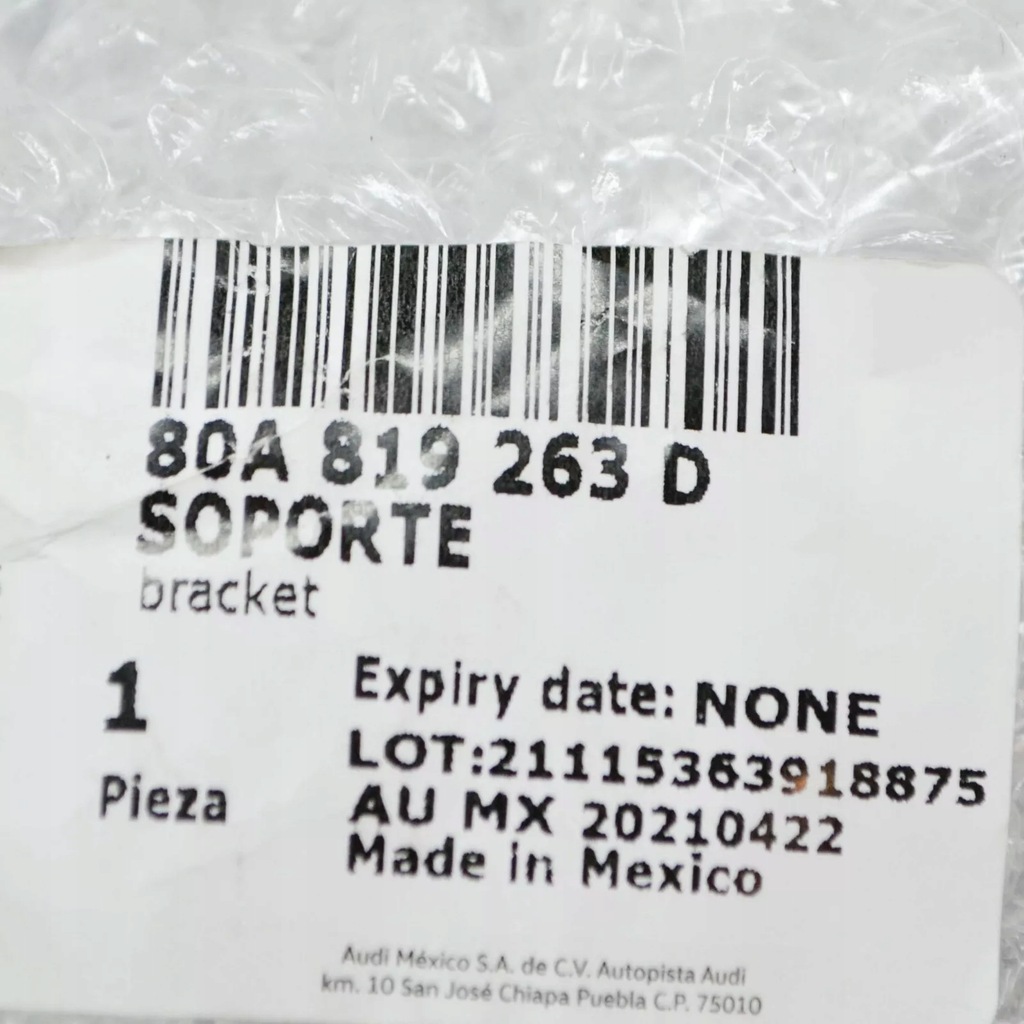 80A 819 263 D
SOPORTE
bracket
1
Pieza
Expiry date: NONE
LOT:21115363918875
AU MX 20210422
Made in Mexico
Audi México S.A. de C.V. Autopista Audi
km. 10 San José Chiapa Puebla C.P. 75010